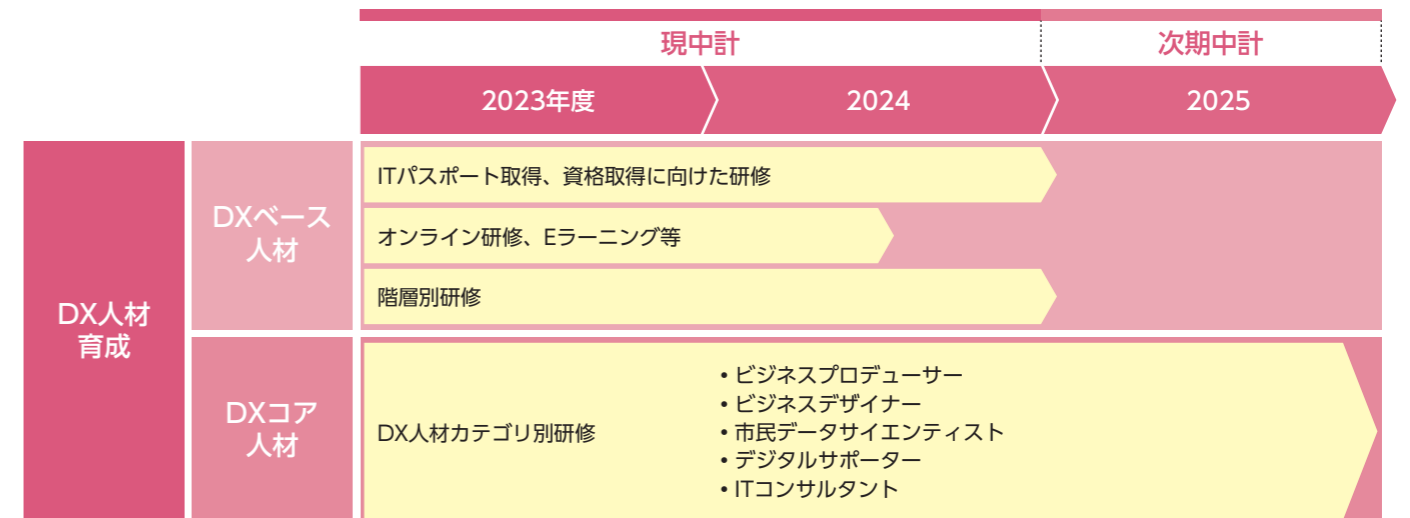 現中計
次期中計
2023年度
2024
2025
DX人材
育成
DXベース
人材
ITパスポート取得、資格取得に向けた研修
オンライン研修、Eラーニング等
階層別研修
DXコア
人材
DX人材カテゴリ別研修
•ビジネスプロデューサー
•ビジネスデザイナー
•市民データサイエンティスト
•デジタルサポーター
•ITコンサルタント